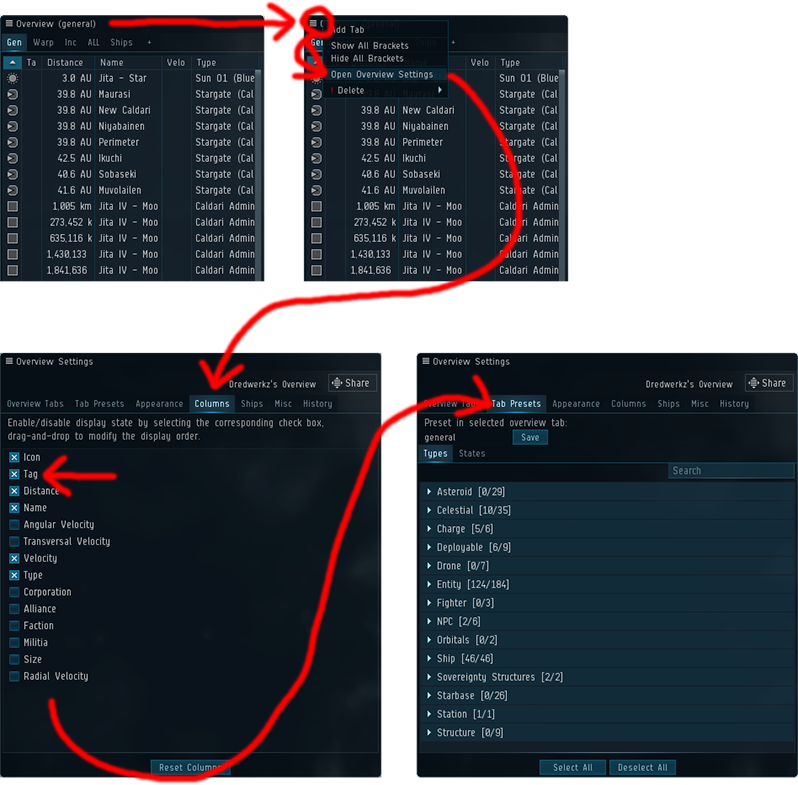 Overview (general)
Gen Warp Inc ALL Ships +
Ta Distance Name Velo Type
3.0 AU Jita - Star Sun O1 (Blue
39.8 AU Maurasi Stargate (Cal
39.8 AU New Caldari Stargate (Cal
39.8 AU Niyabainen Stargate (Cal
39.8 AU Perimeter Stargate (Cal
42.5 AU Ikuchi Stargate (Cal
40.6 AU Sobaseki Stargate (Cal
41.6 AU Muvolailen Stargate (Cal
1,005 km Jita IV - Moo Caldari Admin
273,452 k Jita IV - Moo Caldari Admin
635,116 k Jita IV - Moo Caldari Admin
1,430,133 Jita IV - Moo Caldari Admin
1,841,636 Jita IV - Moo Caldari Admin
Add Tab
Show All Brackets
Hide All Brackets
Open Overview Settings
! Delete
+
Velo Type
Sun O1 (Blue
Stargate (Cal
39.8 AU New Caldari Stargate (Cal
39.8 AU Niyabainen Stargate (Cal
39.8 AU Perimeter Stargate (Cal
42.5 AU Ikuchi Stargate (Cal
40.6 AU Sobaseki Stargate (Cal
41.6 AU Muvolailen Stargate (Cal
1,005 km Jita IV - Moo Caldari Admin
273,452 k Jita IV - Moo Caldari Admin
635,116 k Jita IV - Moo Caldari Admin
1,430,133 Jita IV - Moo Caldari Admin
1,841,636 Jita IV - Moo Caldari Admin
Overview Settings
Dredwerkz's Overview Share
Overview Tabs Tab Presets Appearance Columns Ships Misc History
Enable/disable display state by selecting the corresponding check box,
drag-and-drop to modify the display order.
Icon
Tag
Distance
Name
Angular Velocity
Transversal Velocity
Velocity
Type
Corporation
Alliance
Faction
Militia
Size
Radial Velocity
Reset Columns
Overview Settings
Dredwerkz's Overview Share
Overview Tabs Tab Presets Appearance Columns Ships Misc History
Preset in selected overview tab:
general Save
Types States
Search
Asteroid [0/29]
Celestial [10/35]
Charge [5/6]
Deployable [6/9]
Drone [0/7]
Entity [124/184]
Fighter [0/3]
NPC [2/6]
Orbitals [0/2]
Ship [46/46]
Sovereignty Structures [2/2]
Starbase [0/26]
Station [1/1]
Structure [0/9]
Select All Deselect All